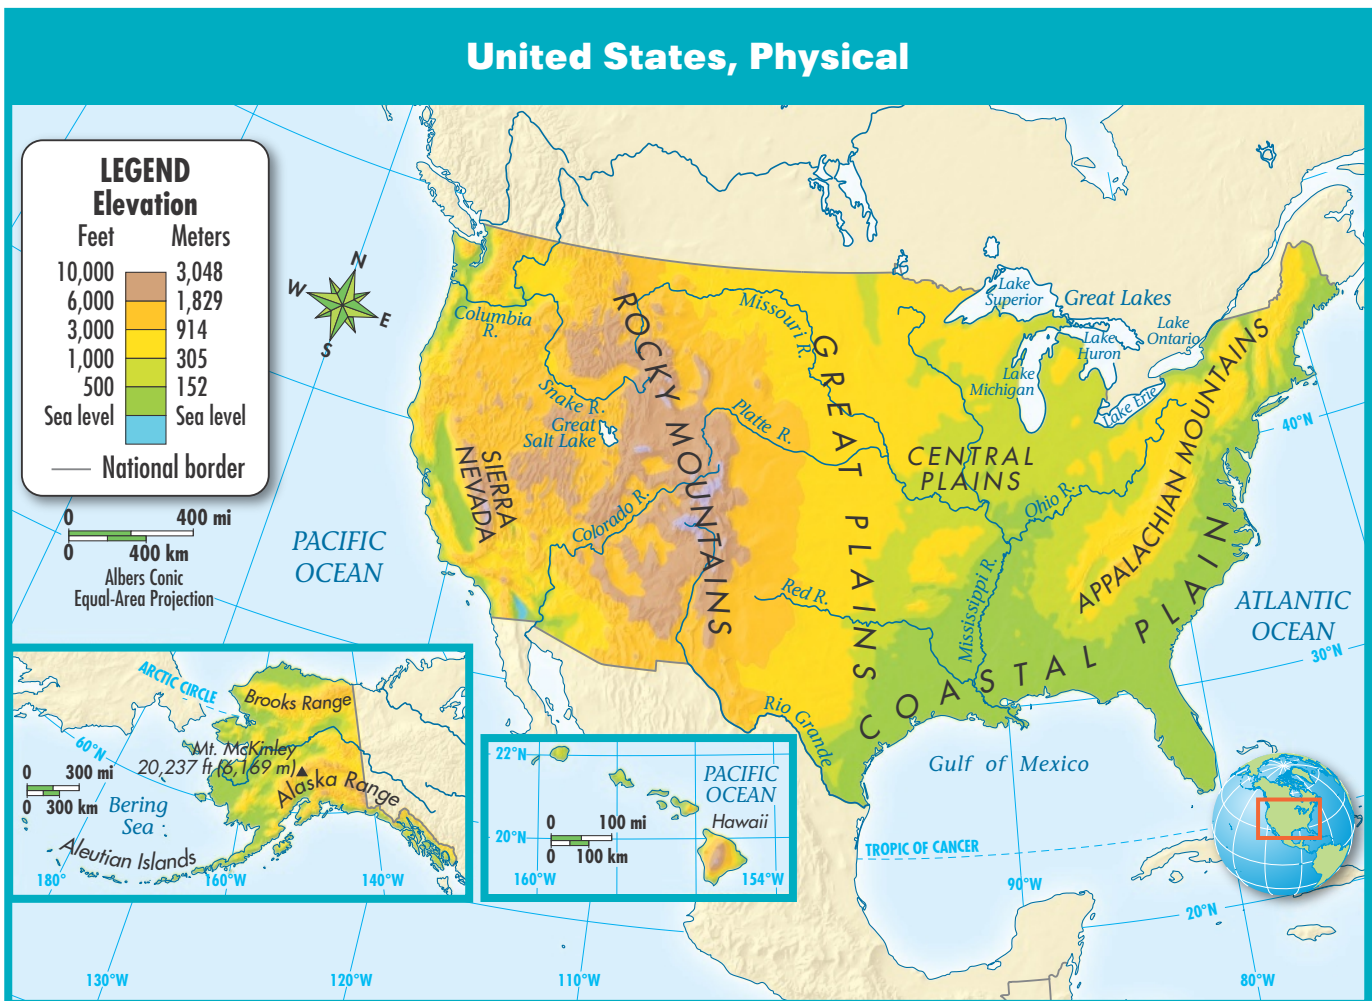 United States, Physical
LEGEND
Elevation
Feet Meters
10,000 3,048
6,000 1,829
3,000 914
1,000 305
500 152
Sea level Sea level
National border
0 400 mi
0 400 km
Albers Conic
Equal-Area Projection
N
W
E
S
PACIFIC
OCEAN
Columbia
R.
Snake R.
Great
Salt Lake
SIERRA
NEVADA
Colorado R.
ROCKY MOUNTAINS
Missouri R.
Platte R.
GREAT PLAINS
Red R.
Rio Grande
CENTRAL
PLAINS
Mississippi R.
Ohio R.
Lake
Superior
Great Lakes
Lake
Michigan
Lake
Huron
Lake
Ontario
Lake Erie
APPALACHIAN MOUNTAINS
COASTAL PLAIN
ATLANTIC
OCEAN
Gulf of Mexico
TROPIC OF CANCER
40°N
30°N
20°N
130°W
120°W
110°W
90°W
80°W
ARCTIC CIRCLE
Brooks Range
60°N
Mt. McKinley
20,237 ft (6,169 m)
Alaska Range
0 300 mi
0 300 km
Bering
Sea
Aleutian Islands
180°
160°W
140°W
22°N
20°N
PACIFIC
OCEAN
Hawaii
0 100 mi
0 100 km
160°W
154°W